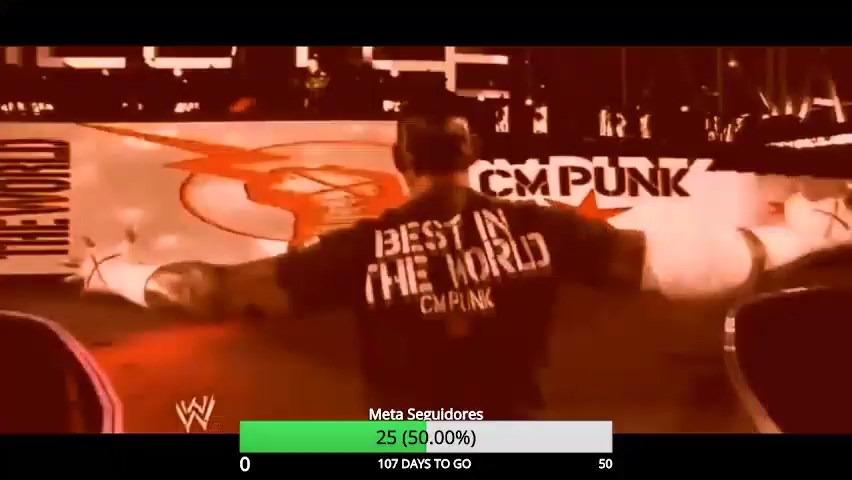 THE WORLD
CM PUNK
BEST IN
THE WORLD
CM PUNK
W
Meta Seguidores
25 (50.00%)
0
107 DAYS TO GO
50